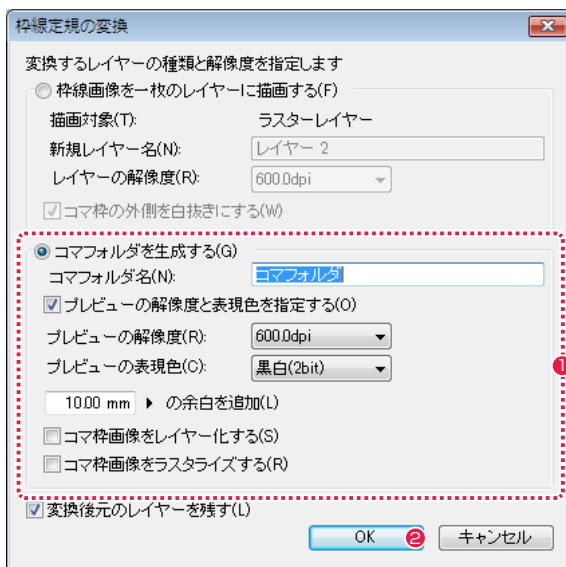 枠線定規の変換
変換するレイヤーの種類と解像度を指定します
枠線画像を一枚のレイヤーに描画する(F)
描画対象(T): ラスターレイヤー
新規レイヤー名(N): レイヤー 2
レイヤーの解像度(R): 600.0dpi
コマ枠の外側を白抜きにする(W)
コマフォルダを生成する(G)
コマフォルダ名(N): コマフォルダ
プレビューの解像度と表現色を指定する(O)
プレビューの解像度(R): 600.0dpi
プレビューの表現色(C): 黒白(2bit)
1
10.00 mm の余白を追加(L)
コマ枠画像をレイヤー化する(S)
コマ枠画像をラスタライズする(R)
変換後元のレイヤーを残す(L)
OK 2 キャンセル